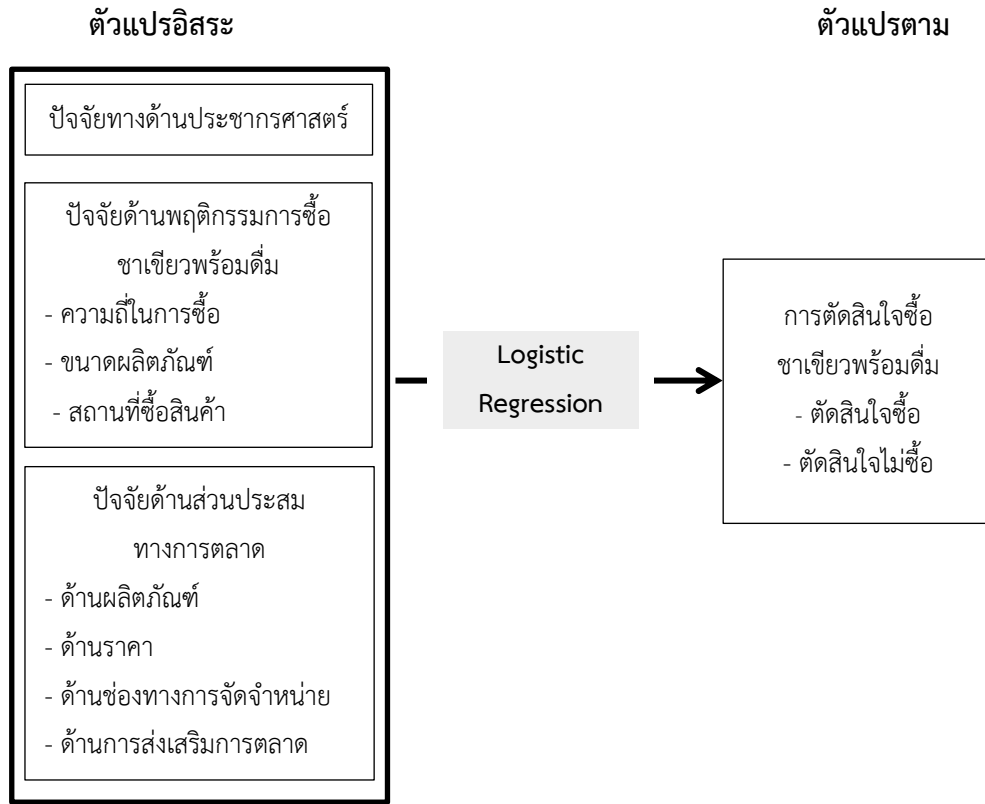 ตัวแปรอิสระ
ตัวแปรตาม
ปัจจัยทางด้านประชากรศาสตร์
ปัจจัยด้านพฤติกรรมการซื้อ
ชาเขียวพร้อมดื่ม
- ความถี่ในการซื้อ
- ขนาดผลิตภัณฑ์
- สถานที่ซื้อสินค้า
ปัจจัยด้านส่วนประสม
ทางการตลาด
- ด้านผลิตภัณฑ์
- ด้านราคา
- ด้านช่องทางการจัดจำหน่าย
- ด้านการส่งเสริมการตลาด
Logistic
Regression
การตัดสินใจซื้อ
ชาเขียวพร้อมดื่ม
- ตัดสินใจซื้อ
- ตัดสินใจไม่ซื้อ